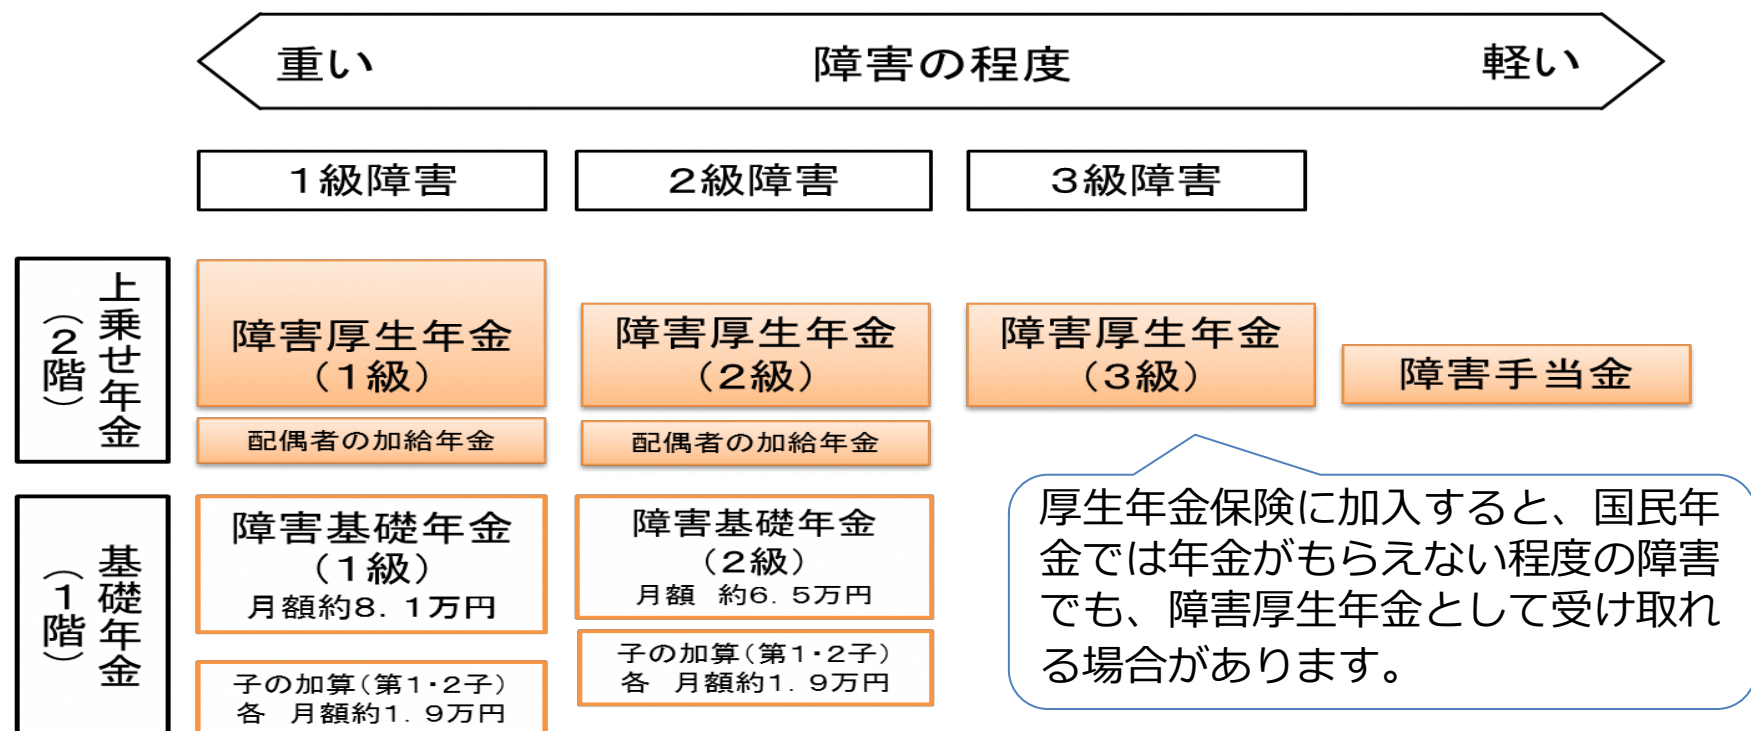 重い 障害の程度 軽い
1級障害 2級障害 3級障害
上乗せ年金
（2階）
障害厚生年金
（1級）
配偶者の加給年金
障害厚生年金
（2級）
配偶者の加給年金
障害厚生年金
（3級）
障害手当金
基礎年金
（1階）
障害基礎年金
（1級）
月額約8．1万円
子の加算（第1・2子）
各 月額約1．9万円
障害基礎年金
（2級）
月額 約6．5万円
子の加算（第1・2子）
各 月額約1．9万円
厚生年金保険に加入すると、国民年
金では年金がもらえない程度の障害
でも、障害厚生年金として受け取れ
る場合があります。